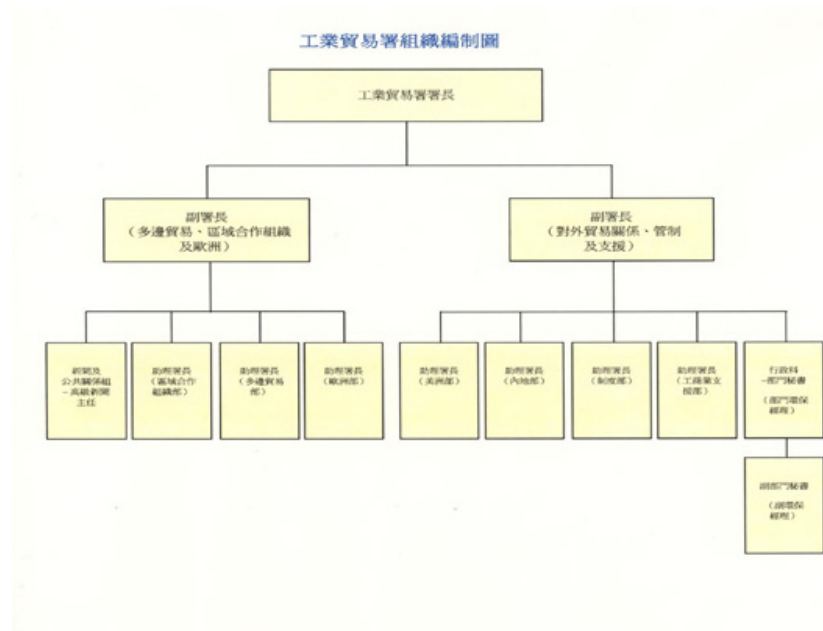 工業貿易署組織編制圖
工業貿易署署長
副署長
（多邊貿易、區域合作組織
及歐洲）
副署長
（對外貿易關係、管制
及支援）
新聞及
公共關係組
－高級新聞
主任
助理署長
（區域合作
組織部）
助理署長
（多邊貿易
部）
助理署長
（歐洲部）
助理署長
（美洲部）
助理署長
（內地部）
助理署長
（制度部）
助理署長
（工商業支
援部）
行政科
－部門秘書
（部門環保
經理）
副部門秘書
（副環保
經理）